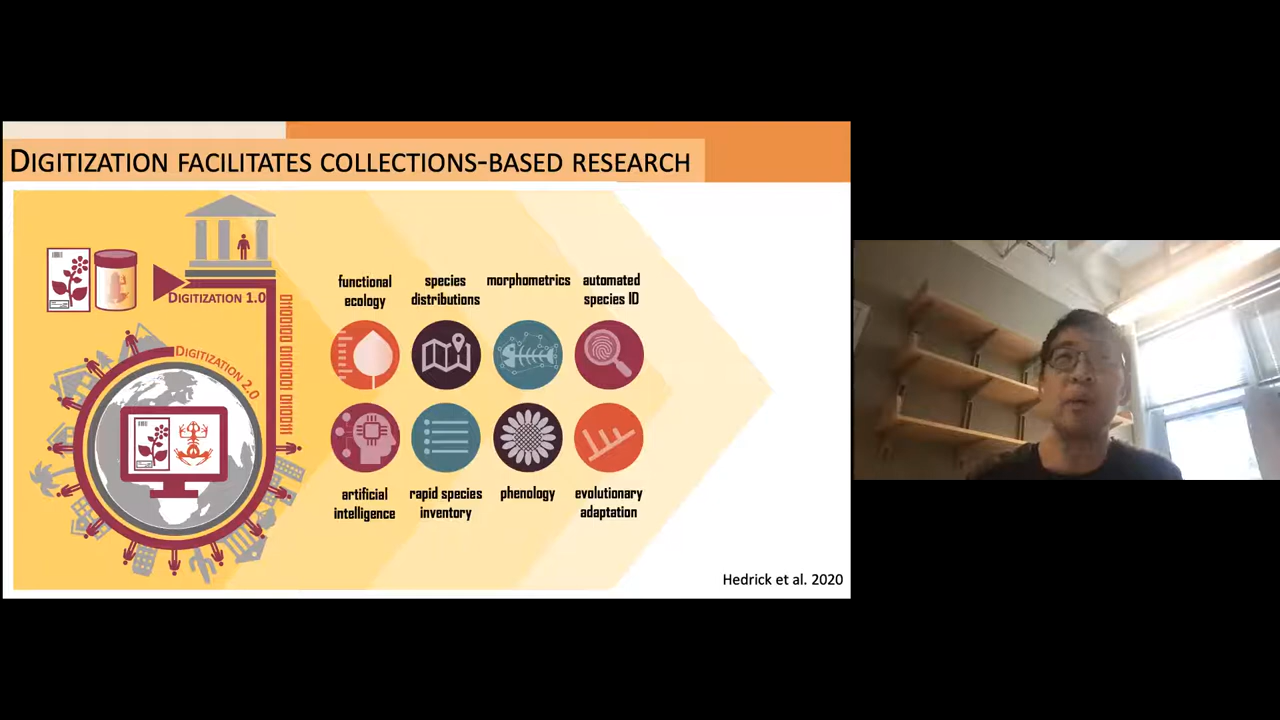 DIGITIZATION FACILITATES COLLECTIONS-BASED RESEARCH
DIGITIZATION 1.0
DIGITIZATION 2.0
functional
ecology
species
distributions
morphometrics
automated
species ID
artificial
intelligence
rapid species
inventory
phenology
evolutionary
adaptation
Hedrick et al. 2020